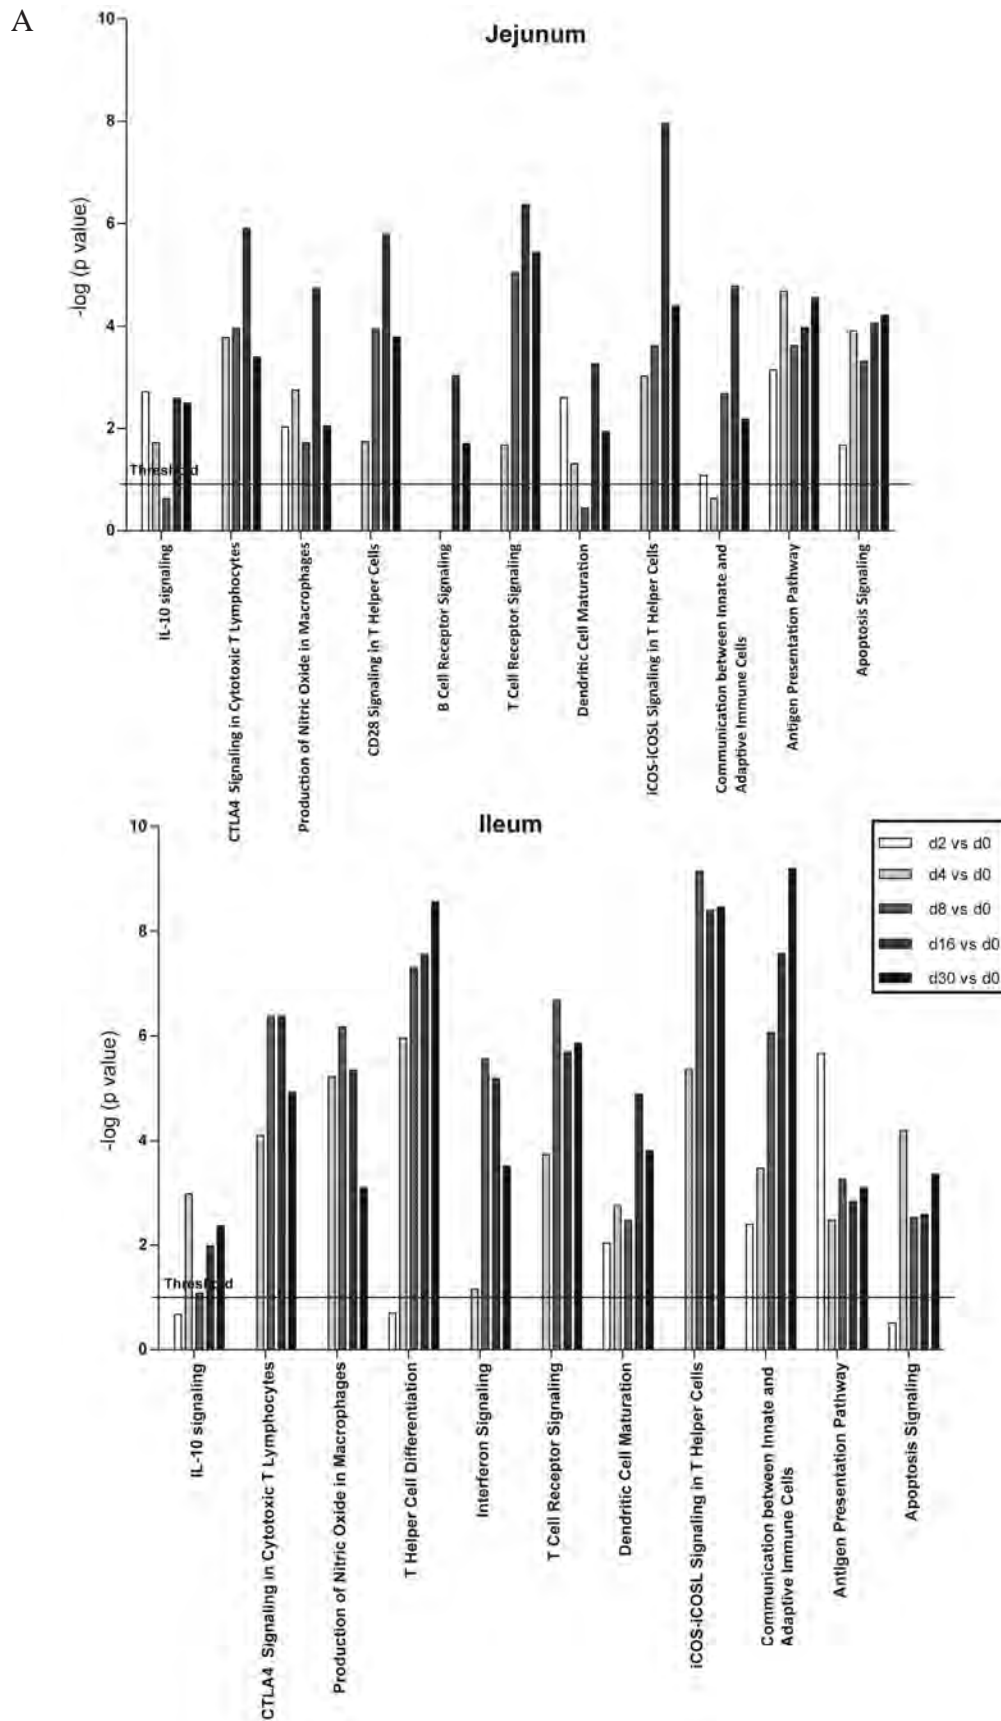 A
Jejunum
10
8
6
4
2
0
-log (p value)
Threshold
IL-10 signaling
CTLA4 Signaling in Cytotoxic T Lymphocytes
Production of Nitric Oxide in Macrophages
CD28 Signaling in T Helper Cells
B Cell Receptor Signaling
T Cell Receptor Signaling
Dendritic Cell Maturation
iCOS-iCOSL Signaling in T Helper Cells
Communication between Innate and
Adaptive Immune Cells
Antigen Presentation Pathway
Apoptosis Signaling
Ileum
10
8
6
4
2
0
-log (p value)
Threshold
d2 vs d0
d4 vs d0
d8 vs d0
d16 vs d0
d30 vs d0
IL-10 signaling
CTLA4 Signaling in Cytotoxic T Lymphocytes
Production of Nitric Oxide in Macrophages
T Helper Cell Differentiation
Interferon Signaling
T Cell Receptor Signaling
Dendritic Cell Maturation
iCOS-iCOSL Signaling in T Helper Cells
Communication between Innate and
Adaptive Immune Cells
Antigen Presentation Pathway
Apoptosis Signaling